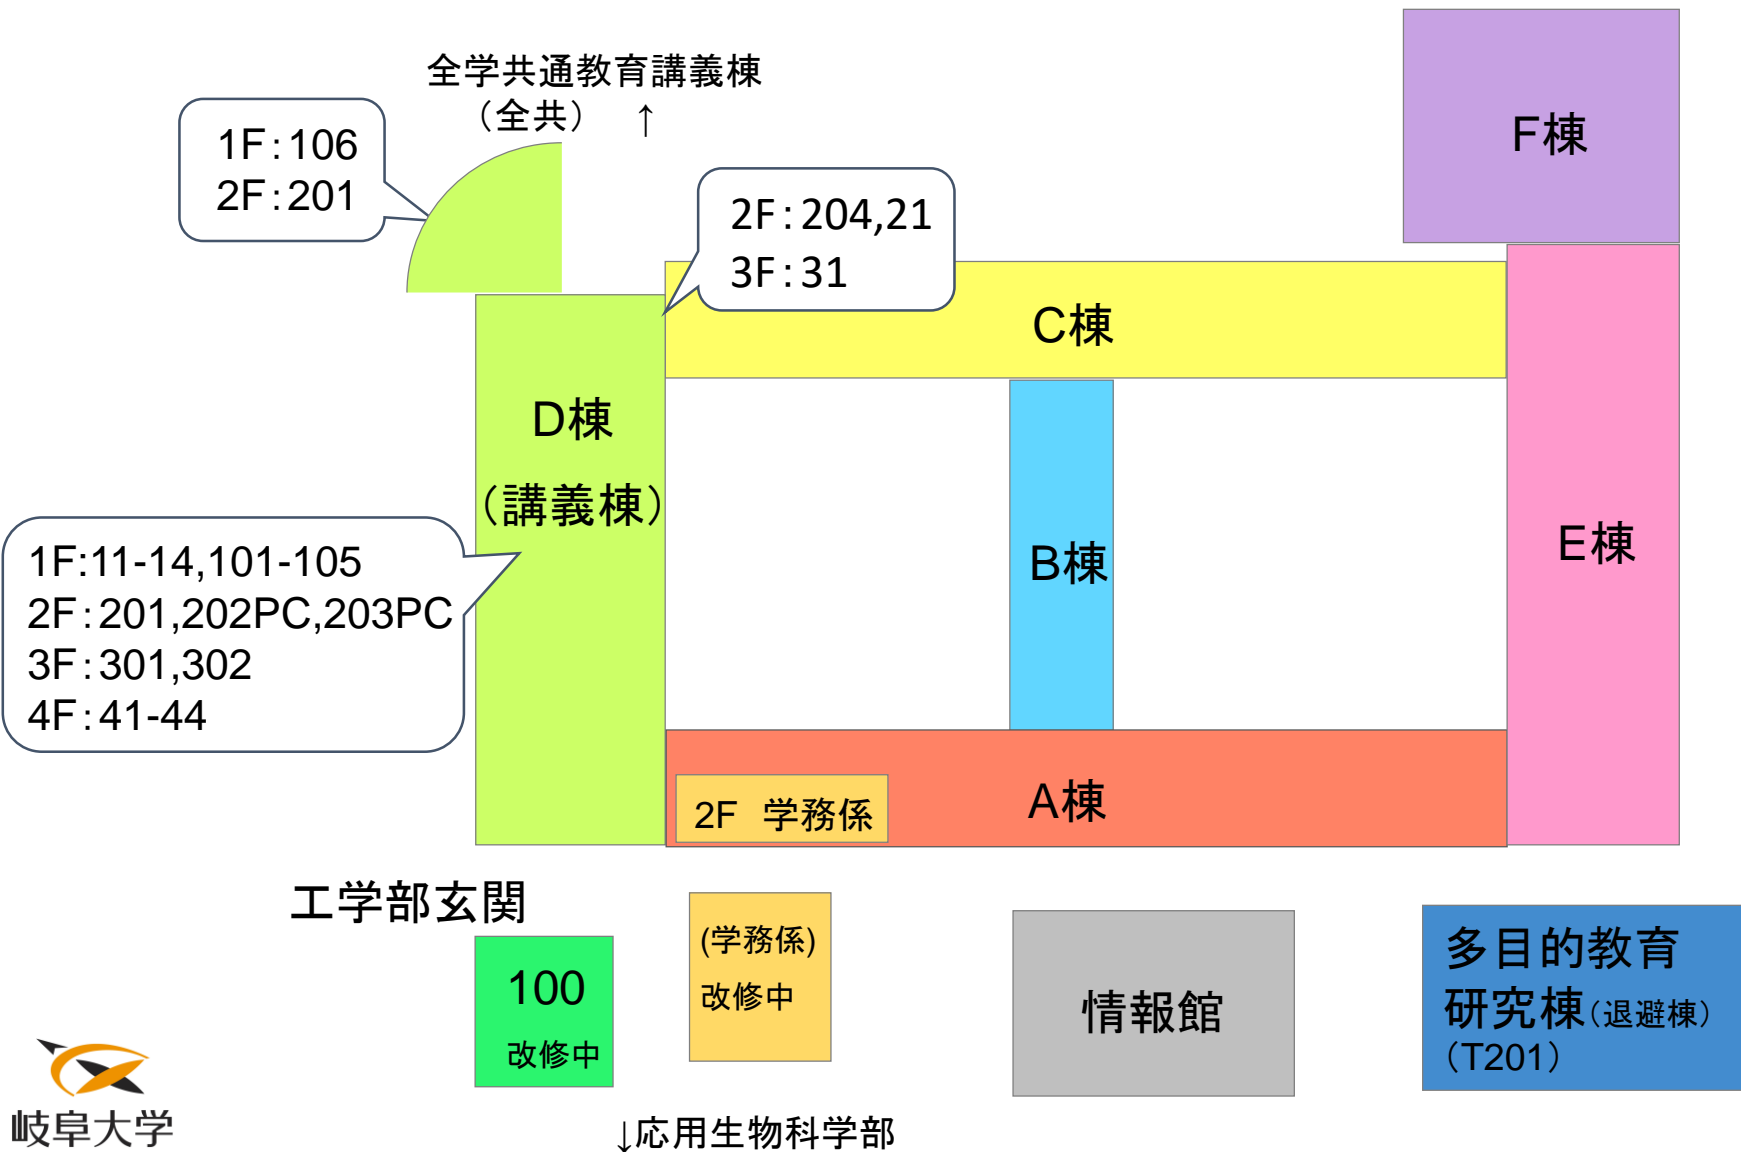 全学共通教育講義棟
（全共） ↑
1F：106
2F：201
2F：204,21
3F：31
F棟
C棟
D棟
（講義棟）
1F:11-14,101-105
2F：201,202PC,203PC
3F：301,302
4F：41-44
B棟
E棟
A棟
2F 学務係
工学部玄関
100
改修中
(学務係)
改修中
情報館
多目的教育
研究棟（退避棟）
（T201）
岐阜大学
↓応用生物科学部